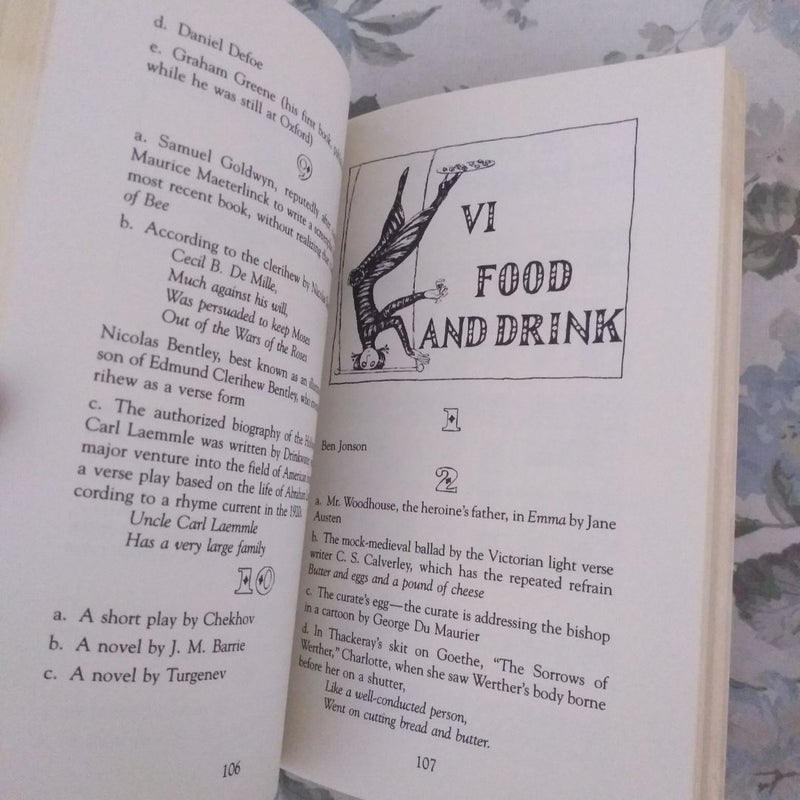 d. Daniel Defoe
e. Graham Greene (his first book,
while he was still at Oxford)
9
a. Samuel Goldwyn, reputedly
Maurice Maeterlinck to write a
most recent book, without realizing
of Bee
b. According to the clerihew by
Cecil B. De Mille,
Much against his will,
Was persuaded to keep Moses
Out of the Wars of the Roses
Nicolas Bentley, best known as an
son of Edmund Clerihew Bentley, who
rihew as a verse form
c. The authorized biography of the
Carl Laemmle was written by Drinkwater
major venture into the field of American
a verse play based on the life of Abraham
cording to a rhyme current in the 1930s,
Uncle Carl Laemmle
Has a very large family
10
a. A short play by Chekhov
b. A novel by J. M. Barrie
c. A novel by Turgenev
106
VI
FOOD
AND DRINK
1
Ben Jonson
2
a. Mr. Woodhouse, the heroine's father, in Emma by Jane
Austen
b. The mock-medieval ballad by the Victorian light verse
writer C. S. Calverley, which has the repeated refrain
Butter and eggs and a pound of cheese
c. The curate's egg—the curate is addressing the bishop
in a cartoon by George Du Maurier
d. In Thackeray's skit on Goethe, "The Sorrows of
Werther," Charlotte, when she saw Werther's body borne
before her on a shutter,
Like a well-conducted person,
Went on cutting bread and butter.
107